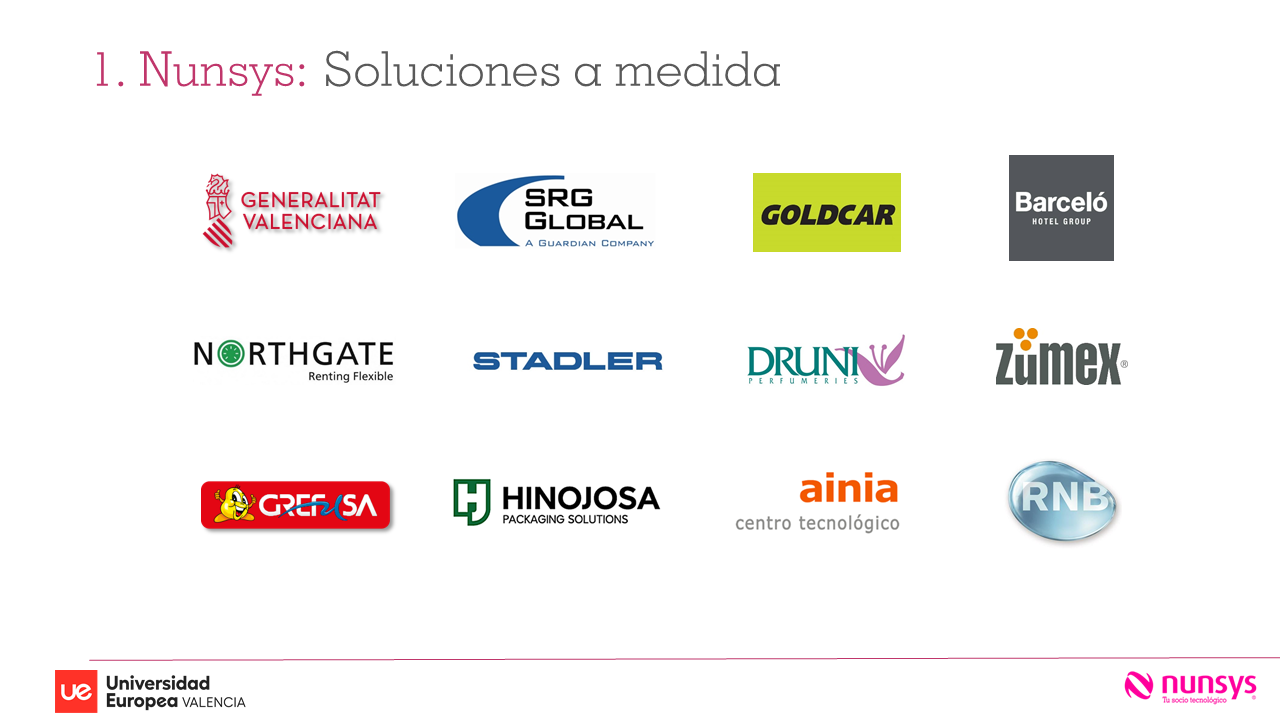 1. Nunsys: Soluciones a medida
GENERALITAT
VALENCIANA
SRG
GLOBAL
A GUARDIAN COMPANY
GOLDCAR
Barceló
HOTEL GROUP
NORTHGATE
Renting Flexible
STADLER
DRUNI
PERFUMERIES
zumex®
GREFUSA
HINOJOSA
PACKAGING SOLUTIONS
ainia
centro tecnológico
RNB
ue
Universidad
Europea VALENCIA
nunsys
Tu socio tecnológico®